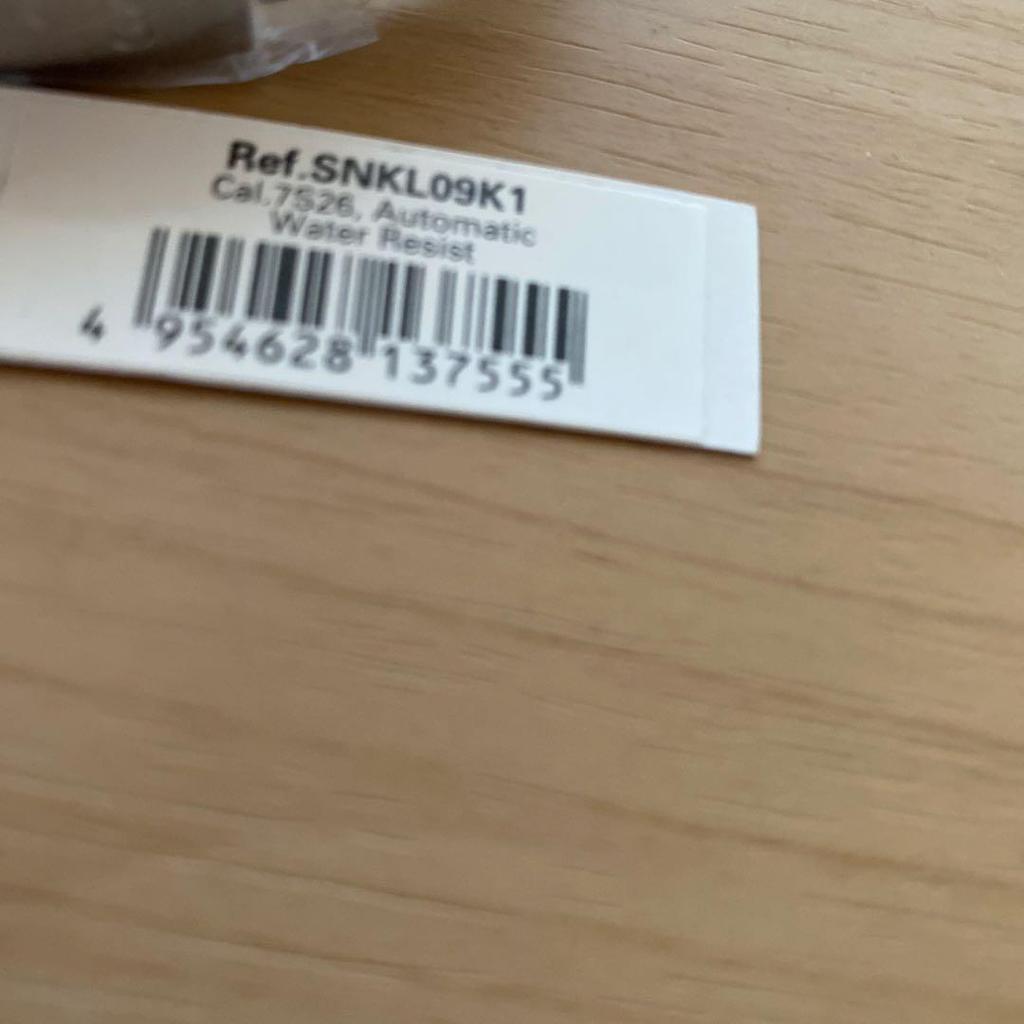 Ref.SNKL09K1
Cal.7S26, Automatic
Water Resist
4 954628 137555